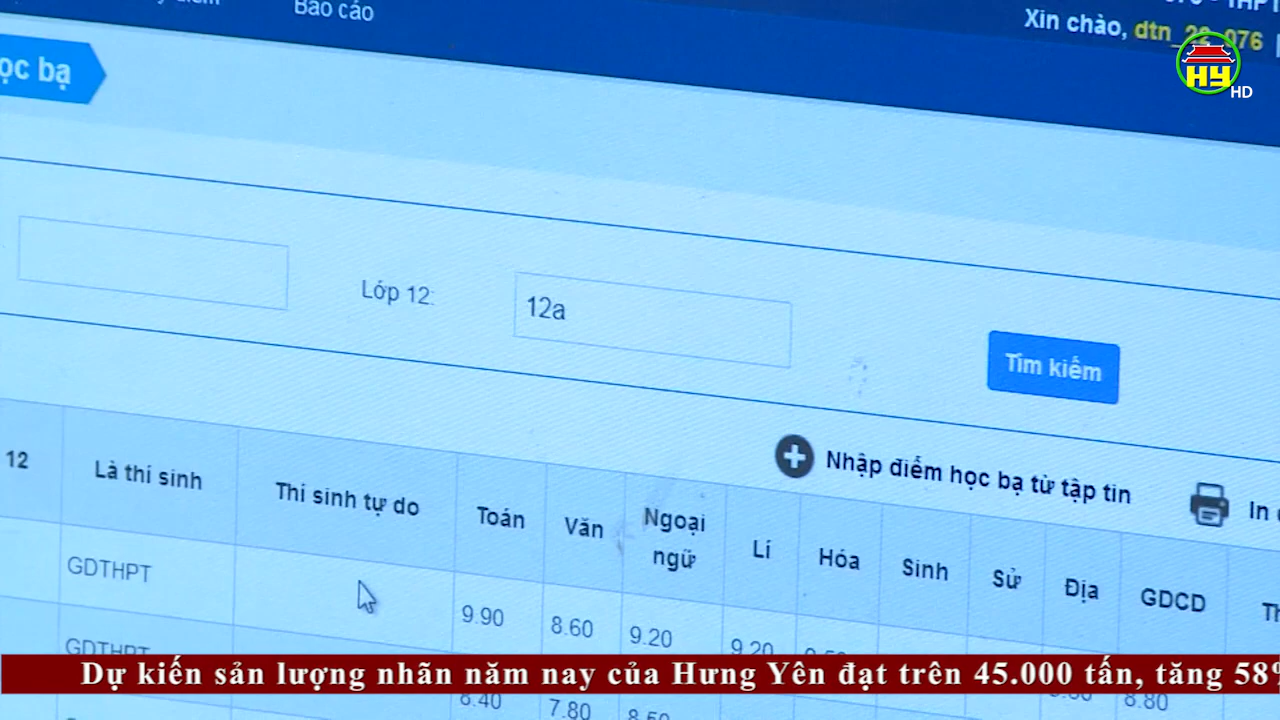 Báo cáo
Xin chào, dtn_22_076
HY
HD
ọc bạ
Lớp 12:
12a
Tìm kiếm
Nhập điểm học bạ từ tập tin
In
12
Là thí sinh
Thí sinh tự do
Toán
Văn
Ngoại
ngữ
Lí
Hóa
Sinh
Sử
Địa
GDCD
GDTHPT
9.90
8.60
9.20
9.20
GDTHPT
Dự kiến sản lượng nhãn năm nay của Hưng Yên đạt trên 45.000 tấn, tăng 58%
8.40
7.80
8.50
8.80